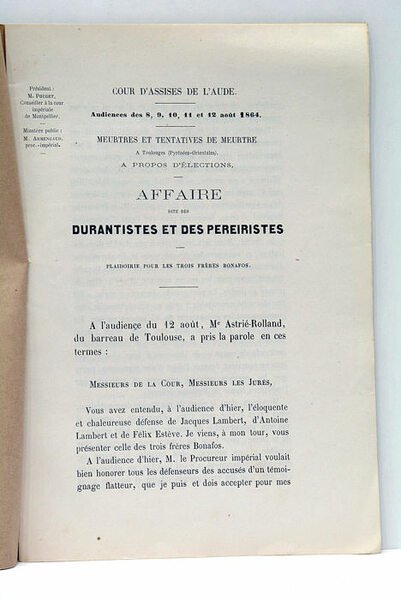 Président :
M. POUGET,
Conseiller à la cour
impériale
de Montpellier.
Ministère public :
M. ARMENGAUD,
proc.-impérial.
COUR D'ASSISES DE L'AUDE.
Audiences des 8, 9, 10, 11 et 12 août 1864.
MEURTRES ET TENTATIVES DE MEURTRE
A Toulouges (Pyrénées-Orientales),
A PROPOS D'ÉLECTIONS,
AFFAIRE
DITE DES
DURANTISTES ET DES PEREIRISTES
PLAIDOIRIE POUR LES TROIS FRÈRES BONAFOS.
A l'audience du 12 août, Me Astrié-Rolland,
du barreau de Toulouse, a pris la parole en ces
termes :
MESSIEURS DE LA COUR, MESSIEURS LES JURÉS,
Vous avez entendu, à l'audience d'hier, l'éloquente
et chaleureuse défense de Jacques Lambert, d'Antoine
Lambert et de Félix Estève. Je viens, à mon tour, vous
présenter celle des trois frères Bonafos.
A l'audience d'hier, M. le Procureur impérial voulait
bien honorer tous les défenseurs des accusés d'un témoi-
gnage flatteur, que je puis et dois accepter pour mes